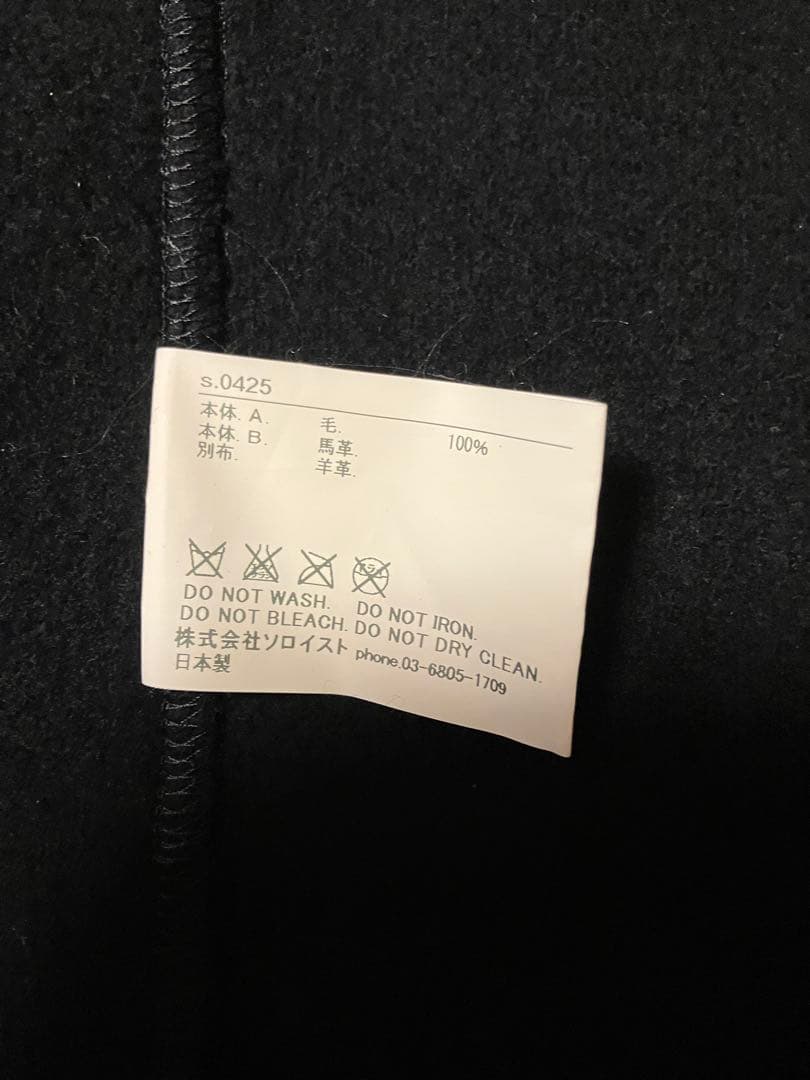 s.0425
本体. A. 毛. 100%
本体. B. 馬革.
別布. 羊革.
DO NOT WASH. DO NOT IRON.
DO NOT BLEACH. DO NOT DRY CLEAN.
株式会社ソロイスト phone.03-6805-1709
日本製